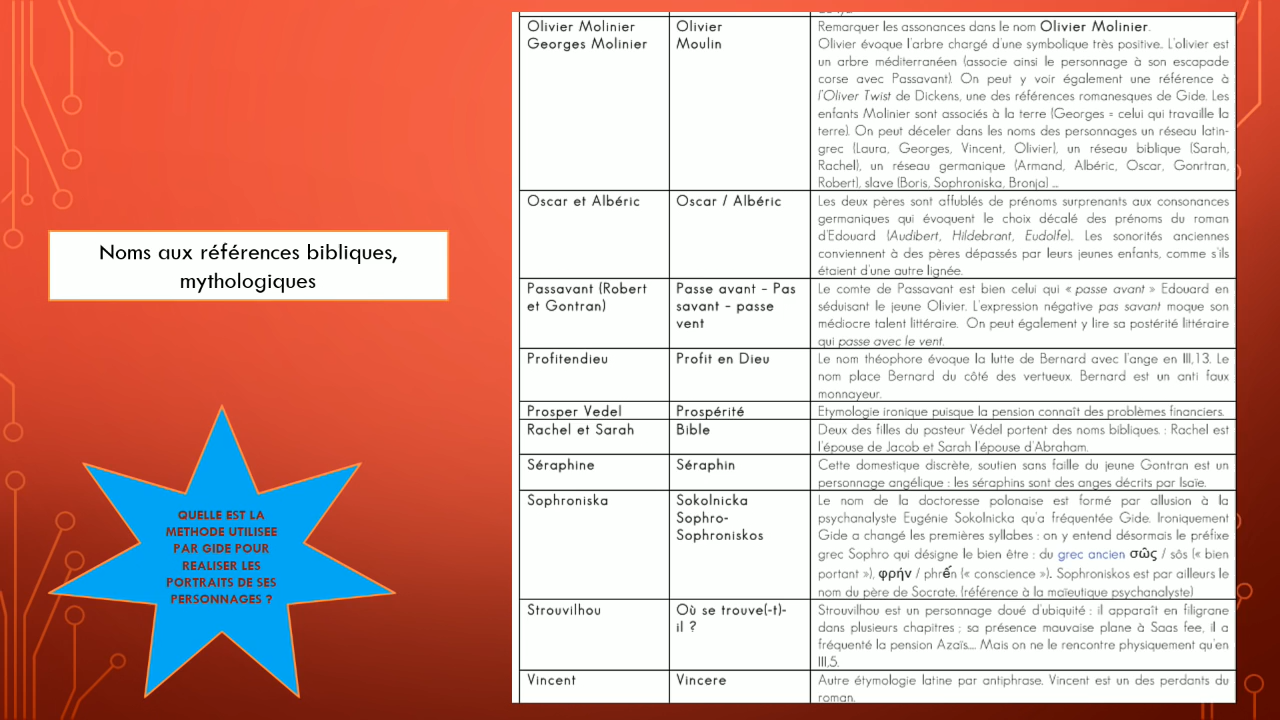 Noms aux références bibliques,
mythologiques
QUELLE EST LA
METHODE UTILISEE
PAR GIDE POUR
REALISER LES
PORTRAITS DE SES
PERSONNAGES ?
Olivier Molinier
Georges Molinier
Olivier
Moulin
Remarquer les assonances dans le nom Olivier Molinier.
Olivier évoque l'arbre chargé d'une symbolique très positive.. L'olivier est
un arbre méditerranéen (associe ainsi le personnage à son escapade
corse avec Passavant). On peut y voir également une référence à
l'Oliver Twist de Dickens, une des références romanesques de Gide. Les
enfants Molinier sont associés à la terre (Georges = celui qui travaille la
terre). On peut déceler dans les noms des personnages un réseau latin-
grec (Laura, Georges, Vincent, Olivier), un réseau biblique (Sarah,
Rachel), un réseau germanique (Armand, Albéric, Oscar, Gonrtran,
Robert), slave (Boris, Sophroniska, Bronja) ...
Oscar et Albéric
Oscar / Albéric
Les deux pères sont affublés de prénoms surprenants aux consonances
germaniques qui évoquent le choix décalé des prénoms du roman
d'Edouard (Audibert, Hildebrant, Eudolfe).. Les sonorités anciennes
conviennent à des pères dépassés par leurs jeunes enfants, comme s'ils
étaient d'une autre lignée.
Passavant (Robert
et Gontran)
Passe avant – Pas
savant – passe
vent
Le comte de Passavant est bien celui qui « passe avant » Edouard en
séduisant le jeune Olivier. L'expression négative pas savant moque son
médiocre talent littéraire. On peut également y lire sa postérité littéraire
qui passe avec le vent.
Profitendieu
Profit en Dieu
Le nom théophore évoque la lutte de Bernard avec l'ange en III,13. Le
nom place Bernard du côté des vertueux. Bernard est un anti faux
monnayeur.
Prosper Vedel
Prospérité
Etymologie ironique puisque la pension connaît des problèmes financiers.
Rachel et Sarah
Bible
Deux des filles du pasteur Védel portent des noms bibliques. : Rachel est
l'épouse de Jacob et Sarah l'épouse d'Abraham.
Séraphine
Séraphin
Cette domestique discrète, soutien sans faille du jeune Gontran est un
personnage angélique : les séraphins sont des anges décrits par Isaïe.
Sophroniska
Sokolnicka
Sophro-
Sophroniskos
Le nom de la doctoresse polonaise est formé par allusion à la
psychanalyste Eugénie Sokolnicka qu'a fréquentée Gide. Ironiquement
Gide a changé les premières syllabes : on y entend désormais le préfixe
grec Sophro qui désigne le bien être : du grec ancien σῶς / sôs (« bien
portant »), φρήν / phrến (« conscience »). Sophroniskos est par ailleurs le
nom du père de Socrate. (référence à la maïeutique psychanalyste)
Strouvilhou
Où se trouve(-t)-
il ?
Strouvilhou est un personnage doué d'ubiquité : il apparaît en filigrane
dans plusieurs chapitres ; sa présence mauvaise plane à Saas fee, il a
fréquenté la pension Azaïs.... Mais on ne le rencontre physiquement qu'en
III,5.
Vincent
Vincere
Autre étymologie latine par antiphrase. Vincent est un des perdants du
roman.